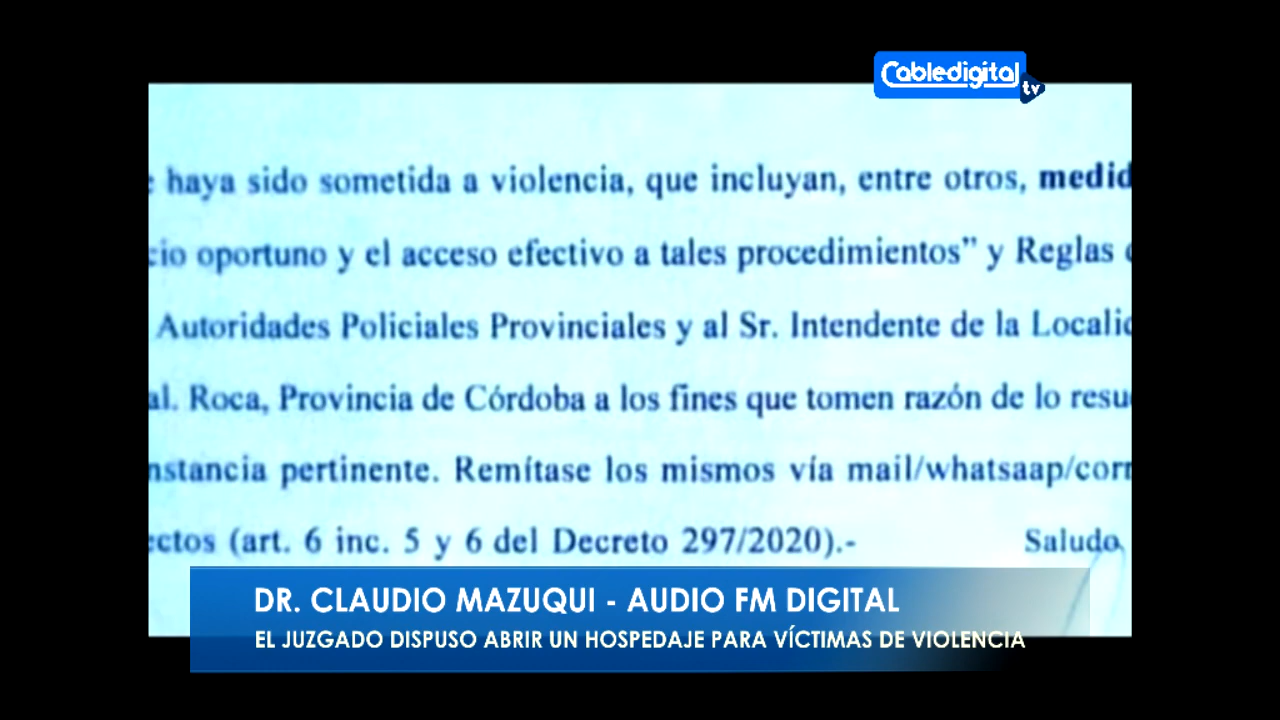 Cabledigital tv
haya sido sometida a violencia, que incluyan, entre otros, medid
cio oportuno y el acceso efectivo a tales procedimientos” y Reglas
Autoridades Policiales Provinciales y al Sr. Intendente de la Localid
al. Roca, Provincia de Córdoba a los fines que tomen razón de lo resu
nstancia pertinente. Remítase los mismos vía mail/whatsaap/corr
ectos (art. 6 inc. 5 y 6 del Decreto 297/2020).- Saludo
DR. CLAUDIO MAZUQUI - AUDIO FM DIGITAL
EL JUZGADO DISPUSO ABRIR UN HOSPEDAJE PARA VÍCTIMAS DE VIOLENCIA